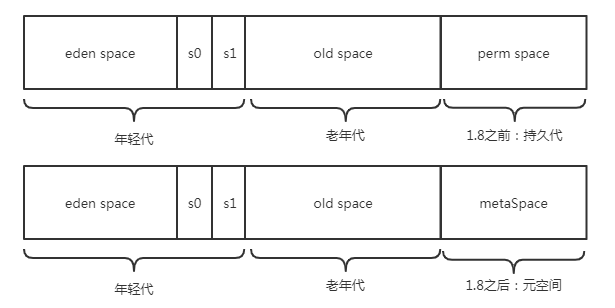 eden space s0 s1 old space perm space
年轻代 老年代 1.8之前：持久代
eden space s0 s1 old space metaSpace
年轻代 老年代 1.8之后：元空间